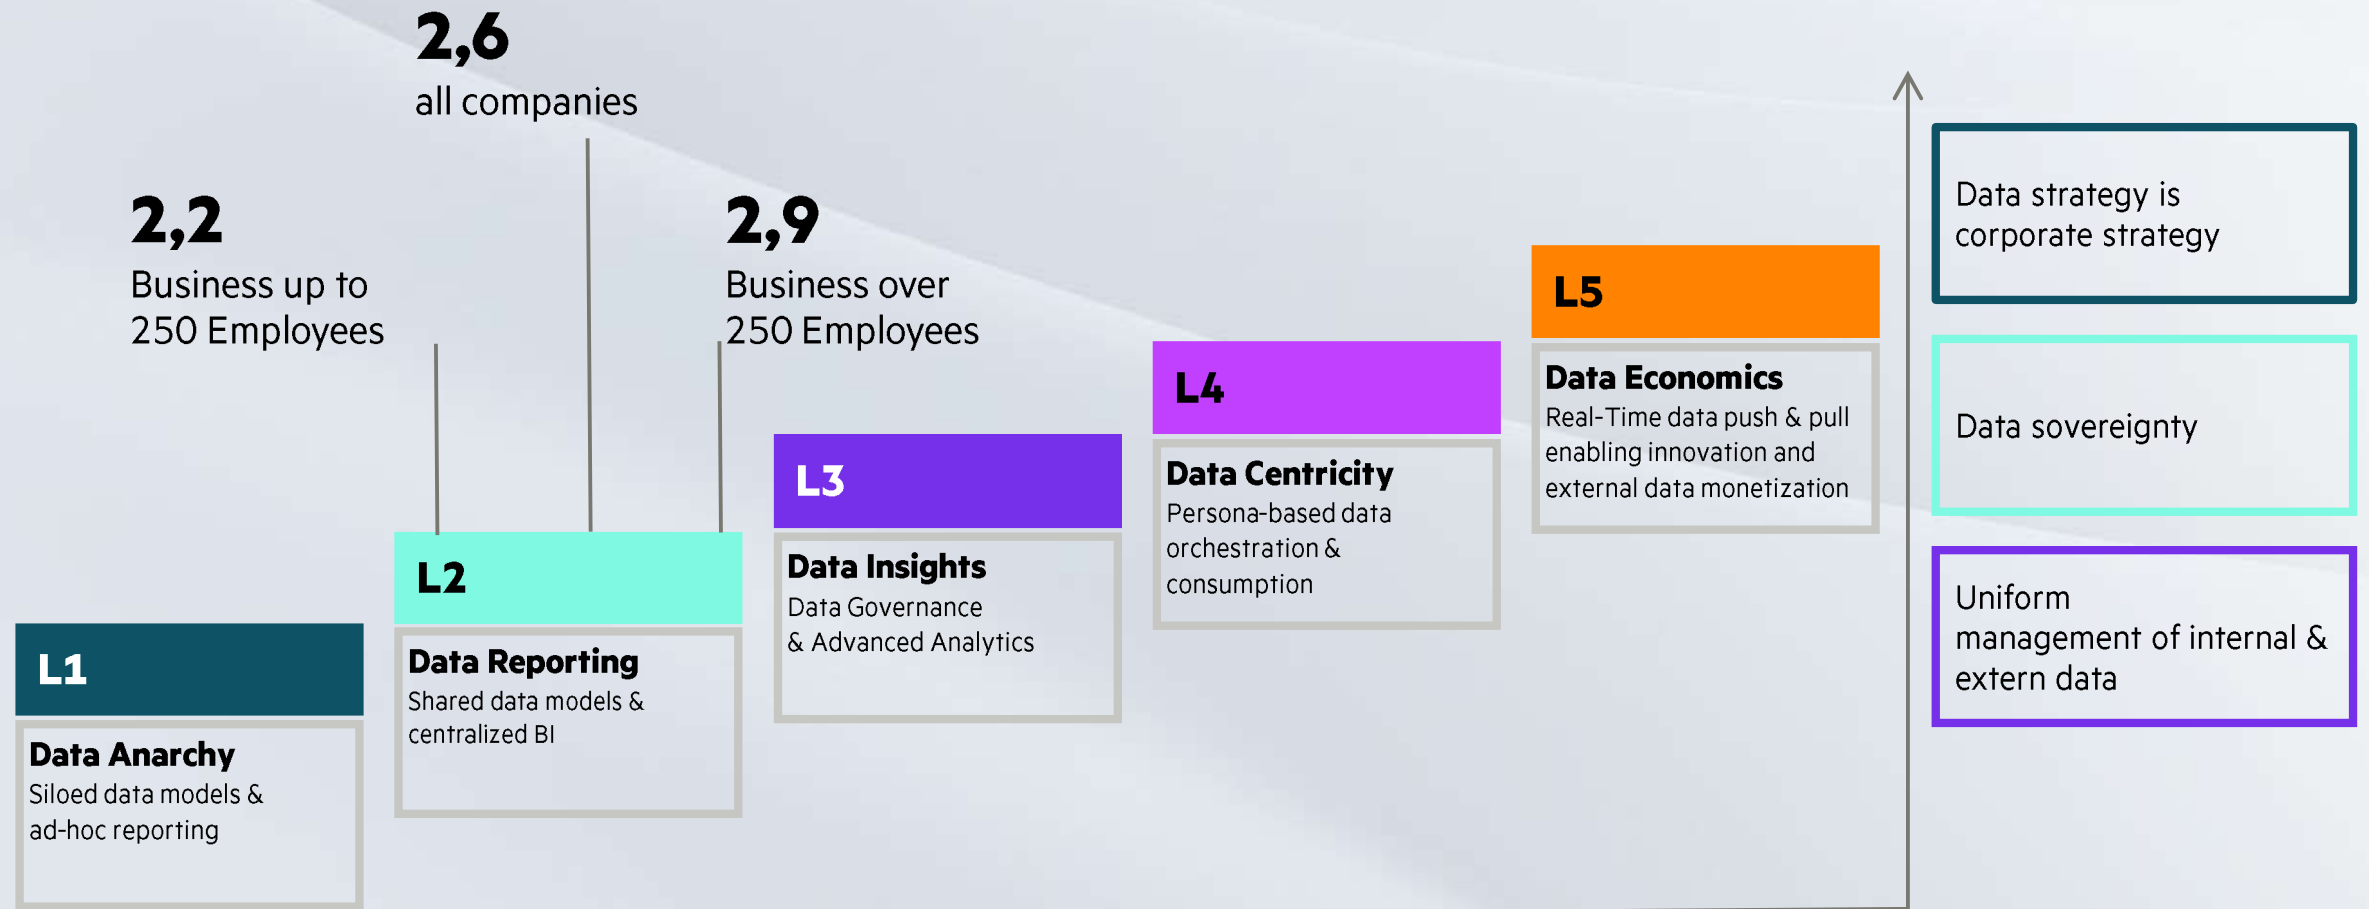 2,6
all companies
2,2
Business up to
250 Employees
2,9
Business over
250 Employees
L1
Data Anarchy
Siloed data models &
ad-hoc reporting
L2
Data Reporting
Shared data models &
centralized BI
L3
Data Insights
Data Governance
& Advanced Analytics
L4
Data Centricity
Persona-based data
orchestration &
consumption
L5
Data Economics
Real-Time data push & pull
enabling innovation and
external data monetization
Data strategy is
corporate strategy
Data sovereignty
Uniform
management of internal &
extern data